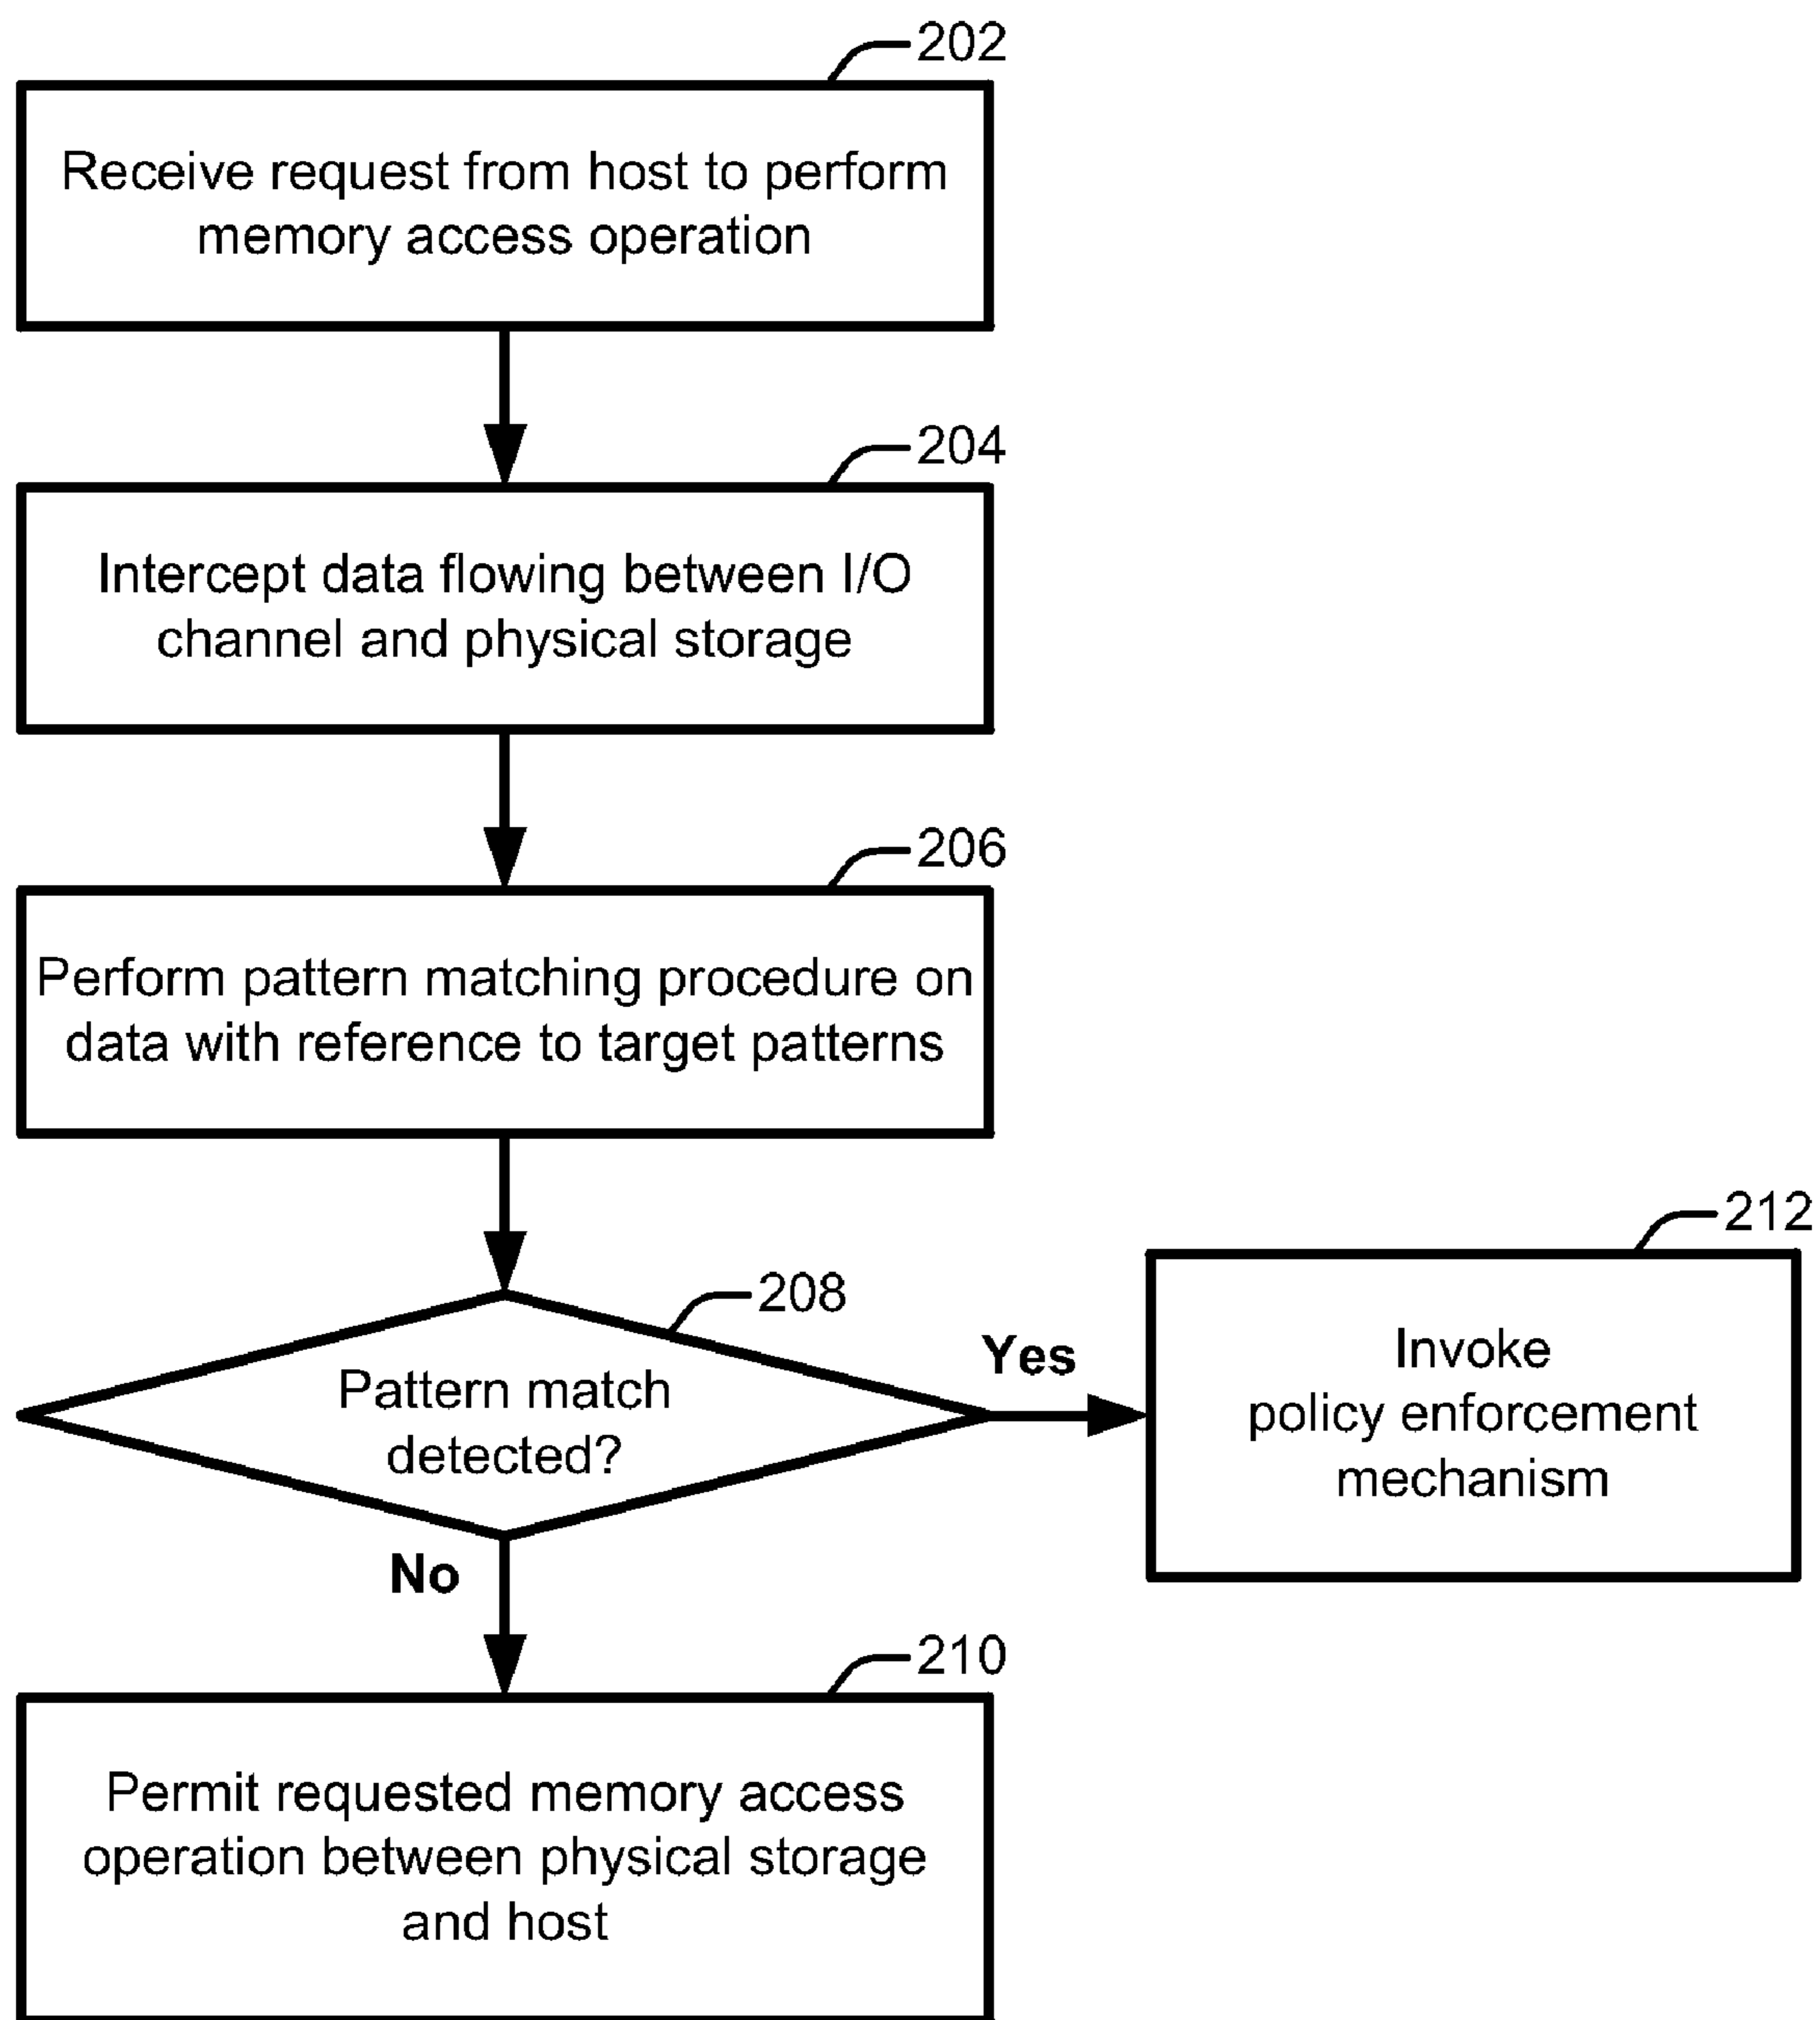 202
Receive request from host to perform
memory access operation
204
Intercept data flowing between I/O
channel and physical storage
206
Perform pattern matching procedure on
data with reference to target patterns
208
Pattern match
detected?
Yes
212
Invoke
policy enforcement
mechanism
No
210
Permit requested memory access
operation between physical storage
and host